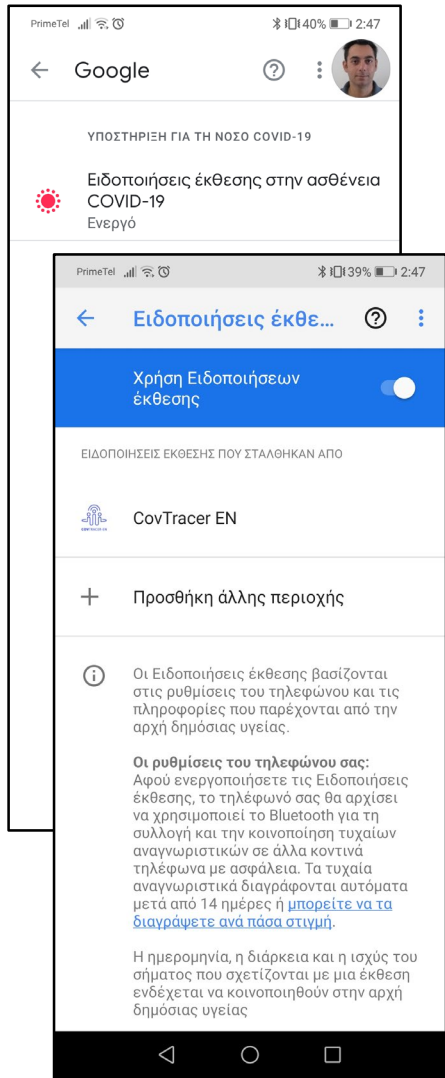 PrimeTel 40% 2:47
Google
ΥΠΟΣΤΗΡΙΞΗ ΓΙΑ ΤΗ ΝΟΣΟ COVID-19
Ειδοποιήσεις έκθεσης στην ασθένεια
COVID-19
Ενεργό
PrimeTel 39% 2:47
Ειδοποιήσεις έκθε...
Χρήση Ειδοποιήσεων
έκθεσης
ΕΙΔΟΠΟΙΗΣΕΙΣ ΕΚΘΕΣΗΣ ΠΟΥ ΣΤΑΛΘΗΚΑΝ ΑΠΟ
CovTracer EN
Προσθήκη άλλης περιοχής
Οι Ειδοποιήσεις έκθεσης βασίζονται
στις ρυθμίσεις του τηλεφώνου και τις
πληροφορίες που παρέχονται από την
αρχή δημόσιας υγείας.
Οι ρυθμίσεις του τηλεφώνου σας:
Αφού ενεργοποιήσετε τις Ειδοποιήσεις
έκθεσης, το τηλέφωνό σας θα αρχίσει
να χρησιμοποιεί το Bluetooth για τη
συλλογή και την κοινοποίηση τυχαίων
αναγνωριστικών σε άλλα κοντινά
τηλέφωνα με ασφάλεια. Τα τυχαία
αναγνωριστικά διαγράφονται αυτόματα
μετά από 14 ημέρες ή μπορείτε να τα
διαγράψετε ανά πάσα στιγμή.
Η ημερομηνία, η διάρκεια και η ισχύς του
σήματος που σχετίζονται με μια έκθεση
ενδέχεται να κοινοποιηθούν στην αρχή
δημόσιας υγείας